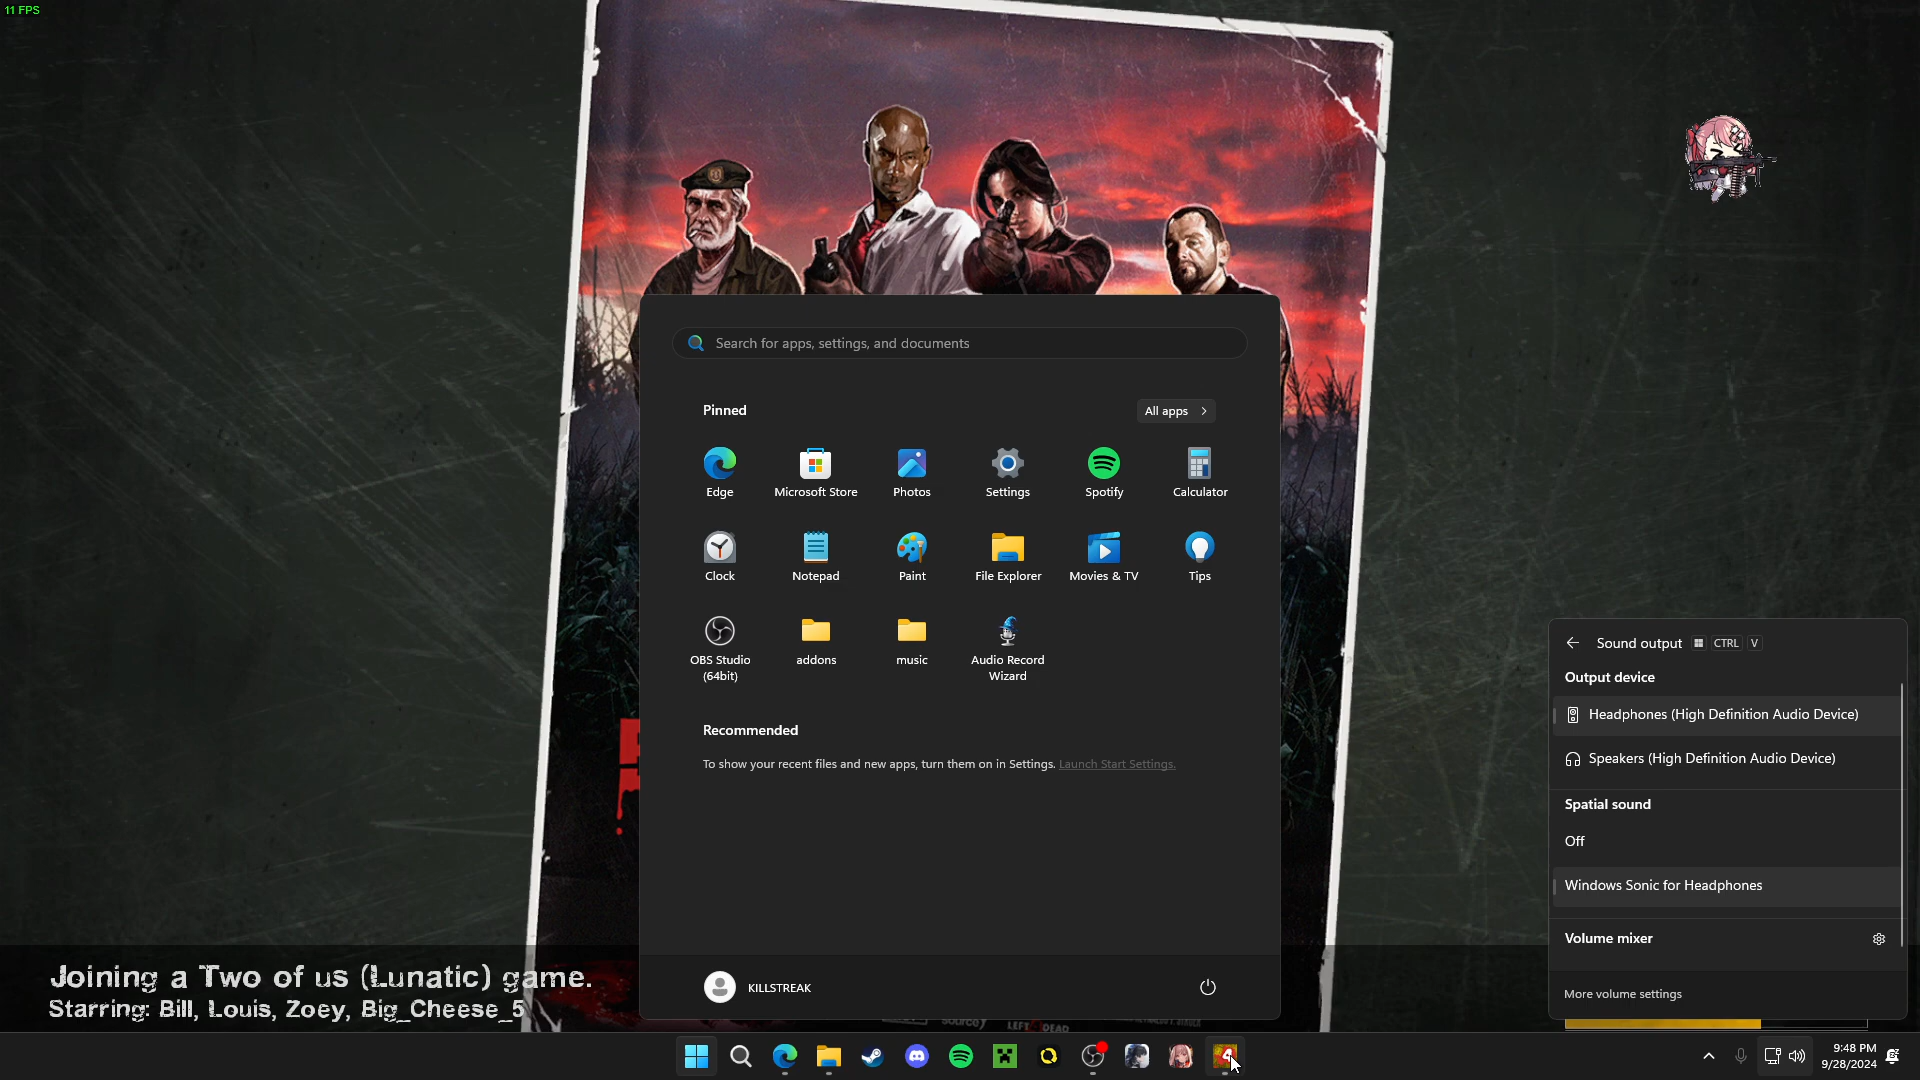 11 FPS
Search for apps, settings, and documents
Pinned
All apps
Edge
Microsoft Store
Photos
Settings
Spotify
Calculator
Clock
Notepad
Paint
File Explorer
Movies & TV
Tips
OBS Studio
(64bit)
addons
music
Audio Record
Wizard
Recommended
To show your recent files and new apps, turn them on in Settings. Launch Start Settings.
KILLSTREAK
Sound output CTRL V
Output device
Headphones (High Definition Audio Device)
Speakers (High Definition Audio Device)
Spatial sound
Off
Windows Sonic for Headphones
Volume mixer
More volume settings
Joining a Two of us (Lunatic) game.
Starring: Bill, Louis, Zoey, Big_Cheese_5
LEFT 4 DEAD
9:48 PM
9/28/2024